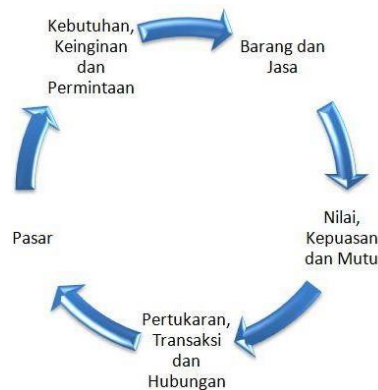 Kebutuhan,
Keinginan
dan
Permintaan
Barang dan
Jasa
Nilai,
Kepuasan
dan Mutu
Pertukaran,
Transaksi
dan
Hubungan
Pasar